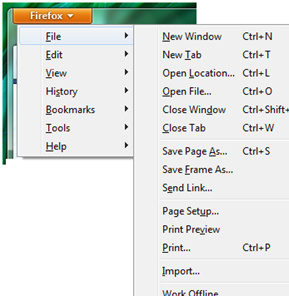 Firefox
File
Edit
View
History
Bookmarks
Tools
Help
New Window Ctrl+N
New Tab Ctrl+T
Open Location... Ctrl+L
Open File... Ctrl+O
Close Window Ctrl+Shift+
Close Tab Ctrl+W
Save Page As... Ctrl+S
Save Frame As...
Send Link...
Page Setup...
Print Preview
Print... Ctrl+P
Import...
Work Offline